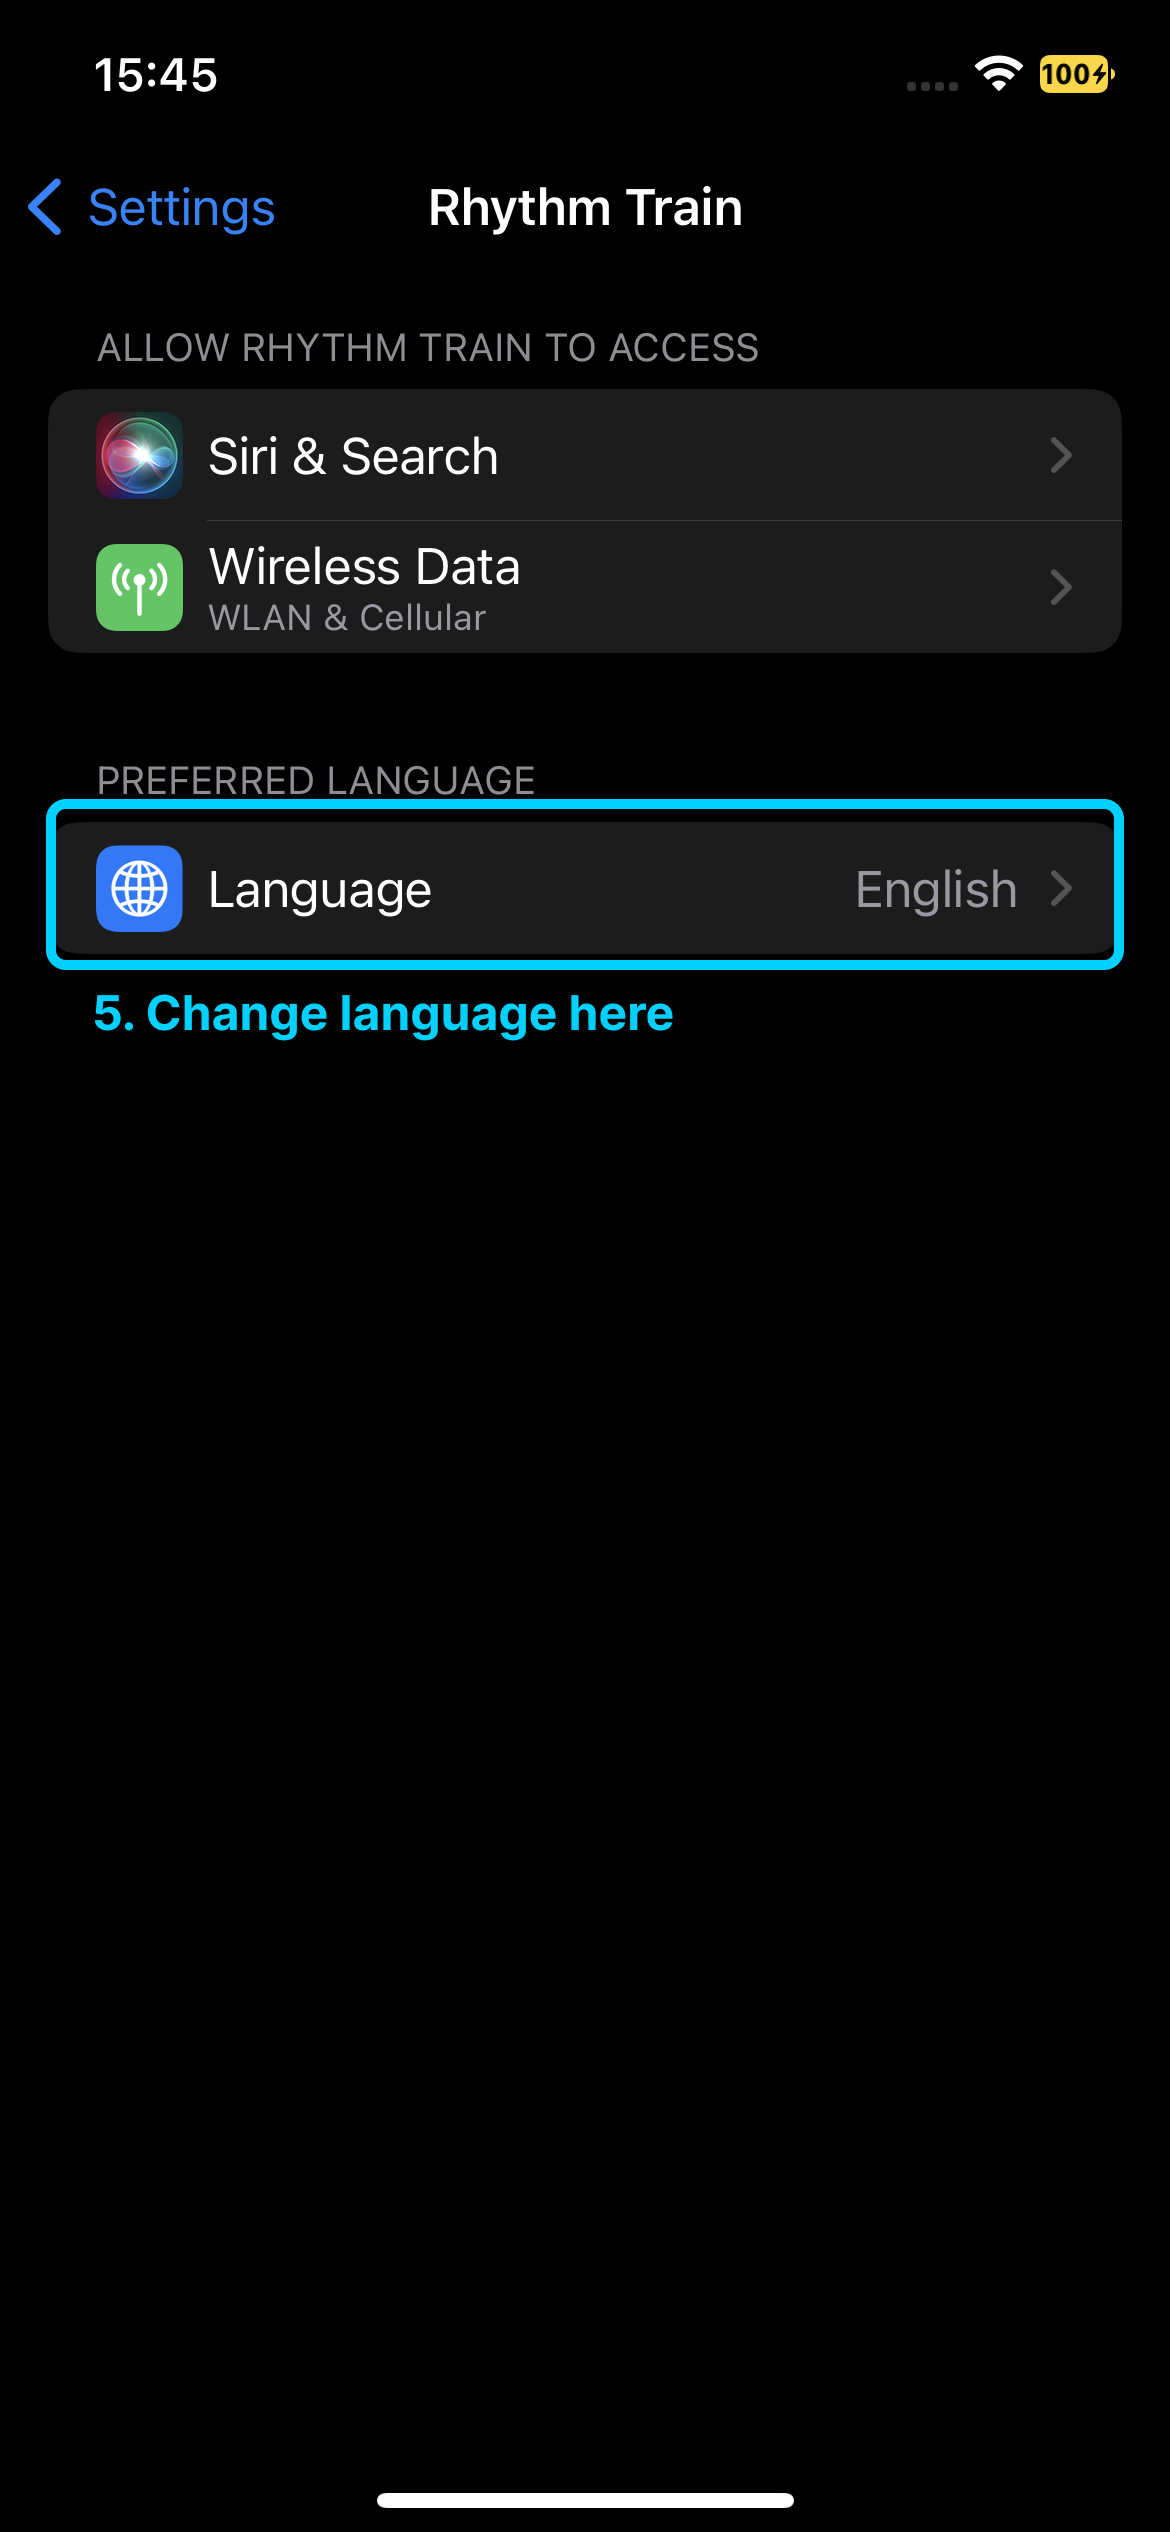 15:45
100
Settings
Rhythm Train
ALLOW RHYTHM TRAIN TO ACCESS
Siri & Search
Wireless Data
WLAN & Cellular
PREFERRED LANGUAGE
Language
English
5. Change language here